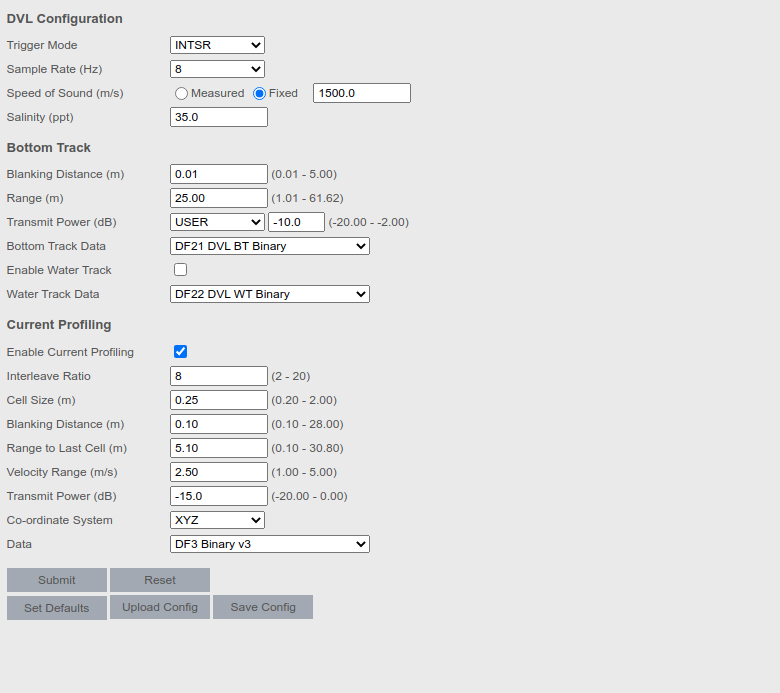 DVL Configuration
Trigger Mode INTSR
Sample Rate (Hz) 8
Speed of Sound (m/s) Measured Fixed 1500.0
Salinity (ppt) 35.0
Bottom Track
Blanking Distance (m) 0.01 (0.01 - 5.00)
Range (m) 25.00 (1.01 - 61.62)
Transmit Power (dB) USER -10.0 (-20.00 - -2.00)
Bottom Track Data DF21 DVL BT Binary
Enable Water Track
Water Track Data DF22 DVL WT Binary
Current Profiling
Enable Current Profiling
Interleave Ratio 8 (2 - 20)
Cell Size (m) 0.25 (0.20 - 2.00)
Blanking Distance (m) 0.10 (0.10 - 28.00)
Range to Last Cell (m) 5.10 (0.10 - 30.80)
Velocity Range (m/s) 2.50 (1.00 - 5.00)
Transmit Power (dB) -15.0 (-20.00 - 0.00)
Co-ordinate System XYZ
Data DF3 Binary v3
Submit Reset
Set Defaults Upload Config Save Config